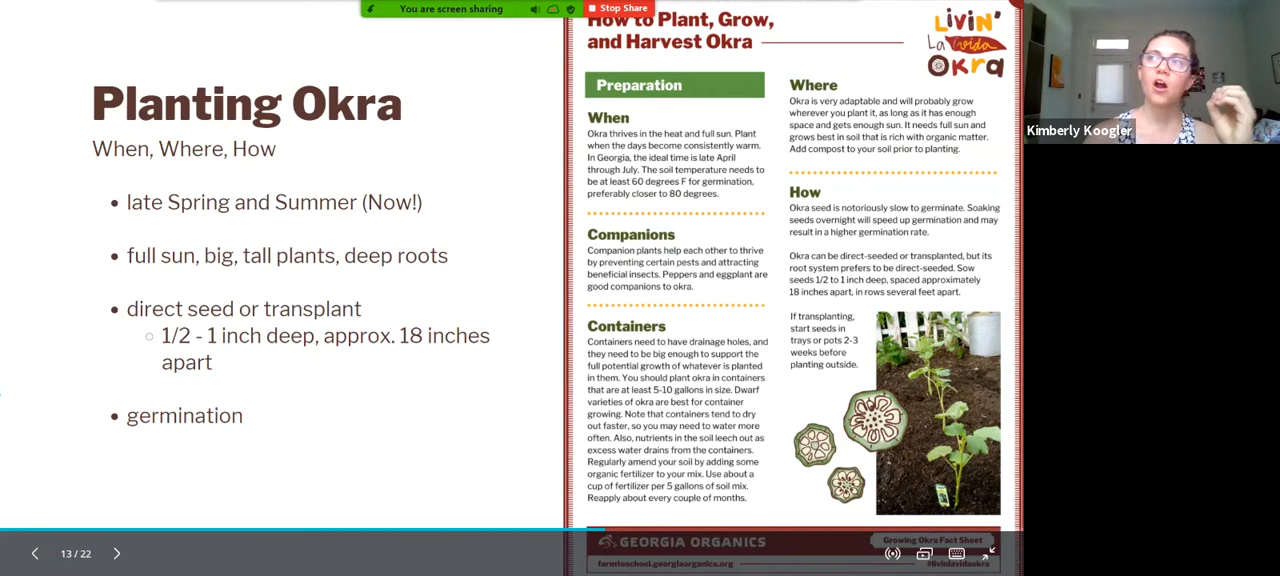 You are screen sharing
Stop Share
Planting Okra
When, Where, How
• late Spring and Summer (Now!)
• full sun, big, tall plants, deep roots
• direct seed or transplant
○ 1/2 - 1 inch deep, approx. 18 inches
apart
• germination
How to Plant, Grow,
and Harvest Okra
LIVIN'
La Vida
OKra
Preparation
When
Okra thrives in the heat and full sun. Plant
when the days become consistently warm.
In Georgia, the ideal time is late April
through July. The soil temperature needs to
be at least 60 degrees F for germination,
preferably closer to 80 degrees.
Companions
Companion plants help each other to thrive
by preventing certain pests and attracting
beneficial insects. Peppers and eggplant are
good companions to okra.
Containers
Containers need to have drainage holes, and
they need to be big enough to support the
full potential growth of whatever is planted
in them. You should plant okra in containers
that are at least 5-10 gallons in size. Dwarf
varieties of okra are best for container
growing. Note that containers tend to dry
out faster, so you may need to water more
often. Also, nutrients in the soil leech out as
excess water drains from the containers.
Regularly amend your soil by adding some
organic fertilizer to your mix. Use about a
cup of fertilizer per 5 gallons of soil mix.
Reapply about every couple of months.
Where
Okra is very adaptable and will probably grow
wherever you plant it, as long as it has enough
space and gets enough sun. It needs full sun and
grows best in soil that is rich with organic matter.
Add compost to your soil prior to planting.
How
Okra seed is notoriously slow to germinate. Soaking
seeds overnight will speed up germination and may
result in a higher germination rate.
Okra can be direct-seeded or transplanted, but its
root system prefers to be direct-seeded. Sow
seeds 1/2 to 1 inch deep, spaced approximately
18 inches apart, in rows several feet apart.
If transplanting,
start seeds in
trays or pots 2-3
weeks before
planting outside.
GEORGIA ORGANICS
Growing Okra Fact Sheet
farmtoschool.georgiaorganics.org
#livinlavidaokra
13 / 22
Kimberly Koogler